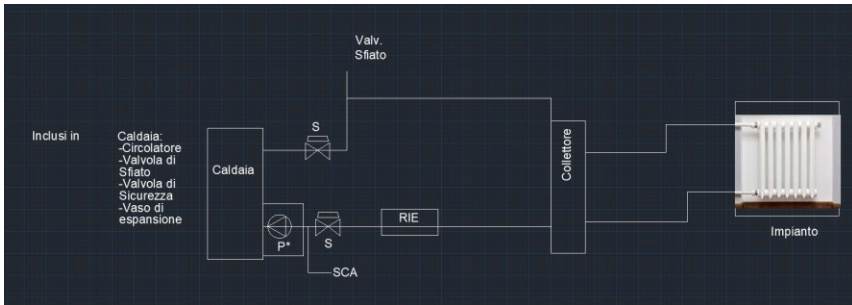 Valv.
Sfiato
Inclusi in
Caldaia:
-Circolatore
-Valvola di
Sfiato
-Valvola di
Sicurezza
-Vaso di
espansione
S
Caldaia
Collettore
RIE
P*
S
SCA
Impianto